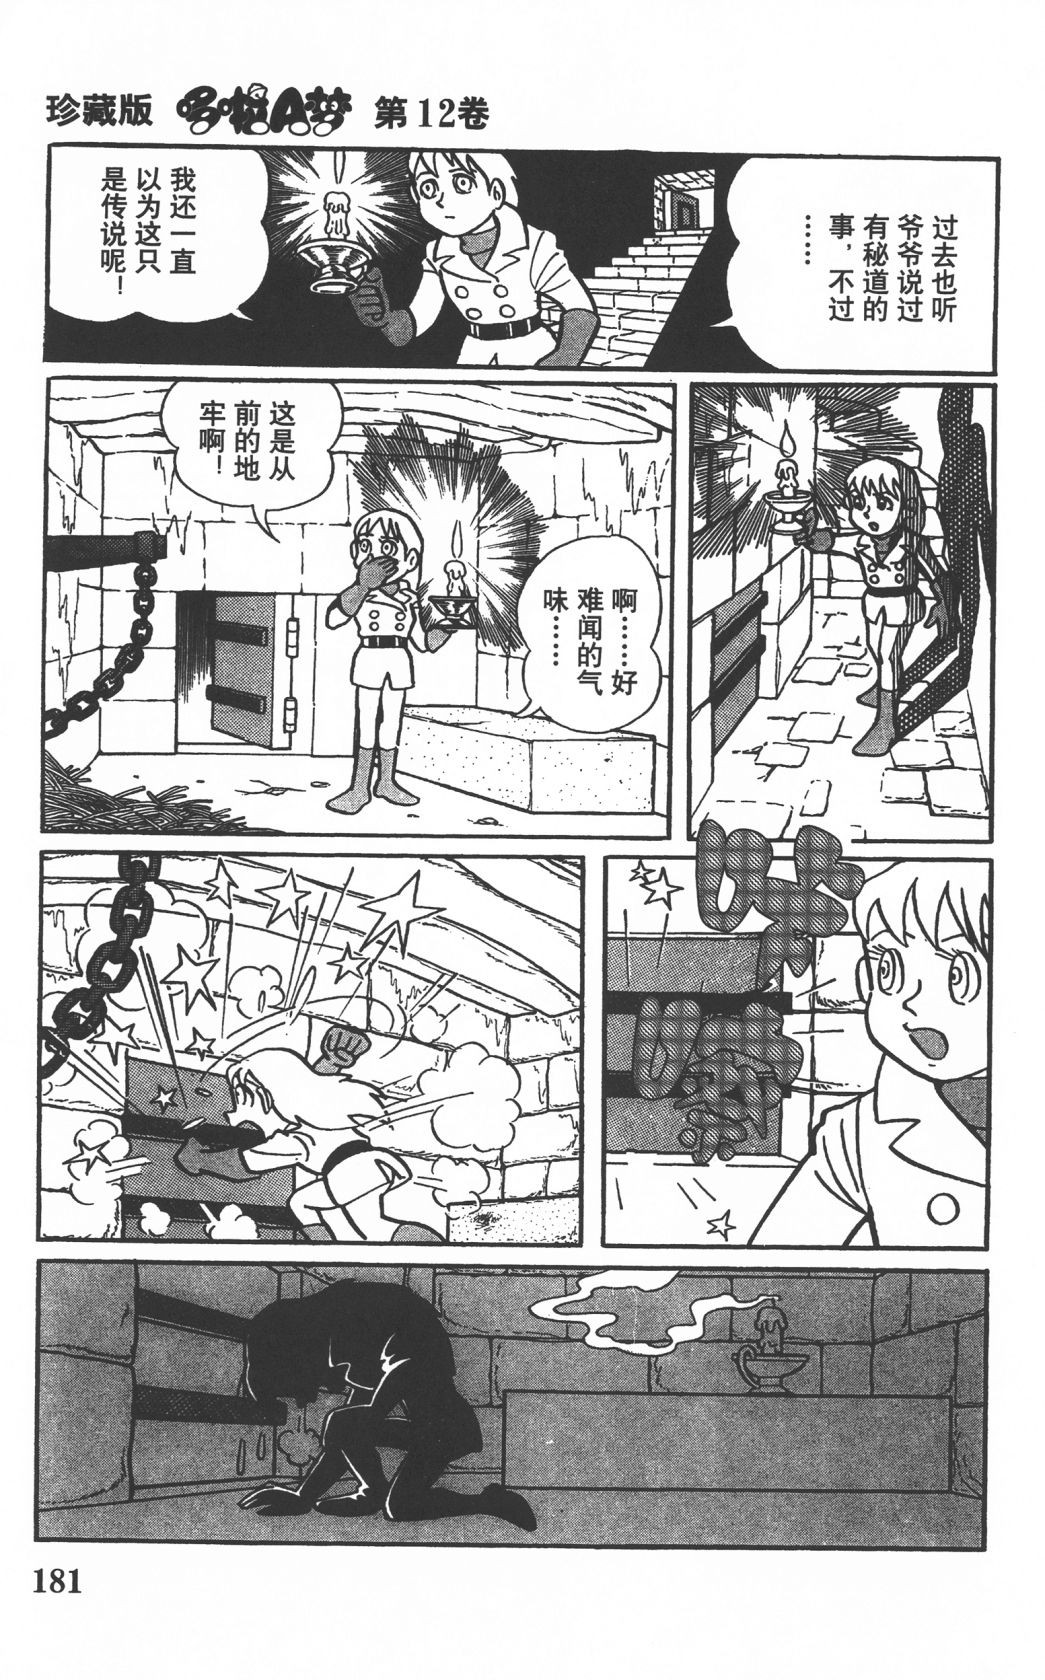 珍藏版 哆啦A梦 第12卷
过去也听
爷爷说过
有秘道的
事，不过
……
我还一直
以为这只
是传说呢！
这是从
前的地
牢啊！
啊……好
难闻的气
味……
181